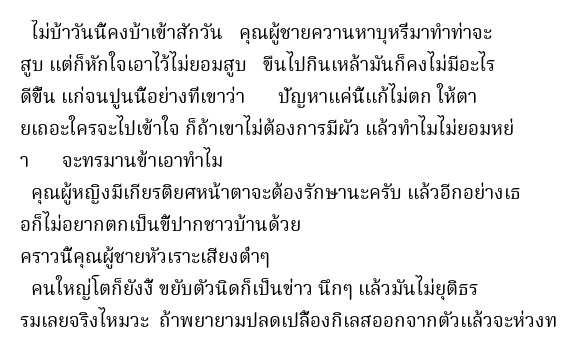 ไม่บ้าวันนี้คงบ้าเข้าสักวัน คุณผู้ชายควานหาบุหรี่มาทำท่าจะ
สูบ แต่ก็หักใจเอาไว้ไม่ยอมสูบ ขืนไปกินเหล้ามันก็คงไม่มีอะไร
ดีขึ้น แก่จนปูนนี้อย่างที่เขาว่า ปัญหาแค่นี้แก้ไม่ตก ให้ตา
ยเถอะใครจะไปเข้าใจ ก็ถ้าเขาไม่ต้องการมีผัว แล้วทำไมไม่ยอมหย่
า จะทรมานข้าเอาทำไม
คุณผู้หญิงมีเกียรติยศหน้าตาจะต้องรักษานะครับ แล้วอีกอย่างเธ
อก็ไม่อยากตกเป็นขี้ปากชาวบ้านด้วย
คราวนี้คุณผู้ชายหัวเราะเสียงต่ำๆ
คนใหญ่โตก็ยังงี้ ขยับตัวนิดก็เป็นข่าว นึกๆ แล้วมันไม่ยุติธร
รมเลยจริงไหมวะ ถ้าพยายามปลดเปลื้องกิเลสออกจากตัวแล้วจะห่วงท